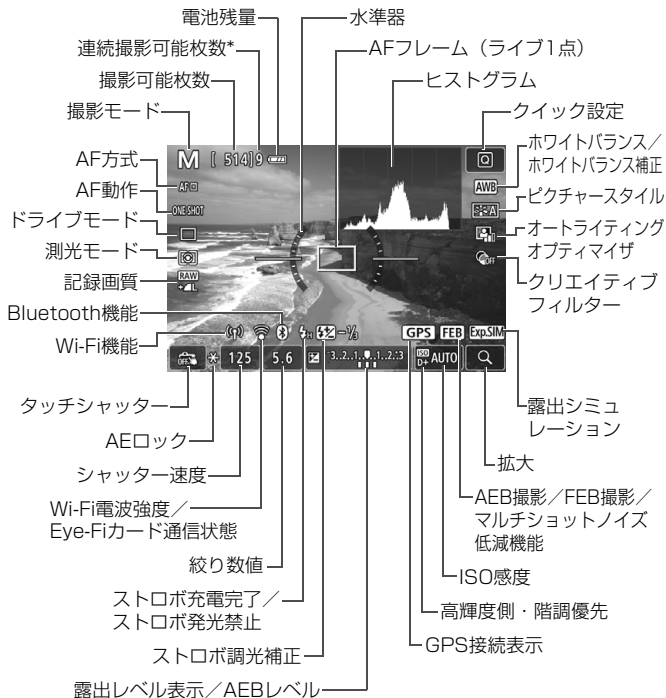 電池残量
水準器
連続撮影可能枚数*
AFフレーム（ライブ1点）
撮影可能枚数
ヒストグラム
撮影モード
クイック設定
ホワイトバランス／
ホワイトバランス補正
AF方式
AF動作
ピクチャースタイル
ドライブモード
オートライティング
オプティマイザ
測光モード
記録画質
クリエイティブ
フィルター
Bluetooth機能
Wi-Fi機能
M [ 514] 9
Q
AF
AWB
ONE SHOT
A
RAW
L
OFF
H
-1/3
GPS FEB Exp.SIM
OFF
125 5.6 -3..2..1..0..1..2..:3 ISO D+ AUTO
タッチシャッター
露出シミュ
レーション
AEロック
拡大
シャッター速度
Wi-Fi電波強度／
Eye-Fiカード通信状態
AEB撮影／FEB撮影／
マルチショットノイズ
低減機能
絞り数値
ISO感度
ストロボ充電完了／
ストロボ発光禁止
高輝度側・階調優先
GPS接続表示
ストロボ調光補正
露出レベル表示／AEBレベル